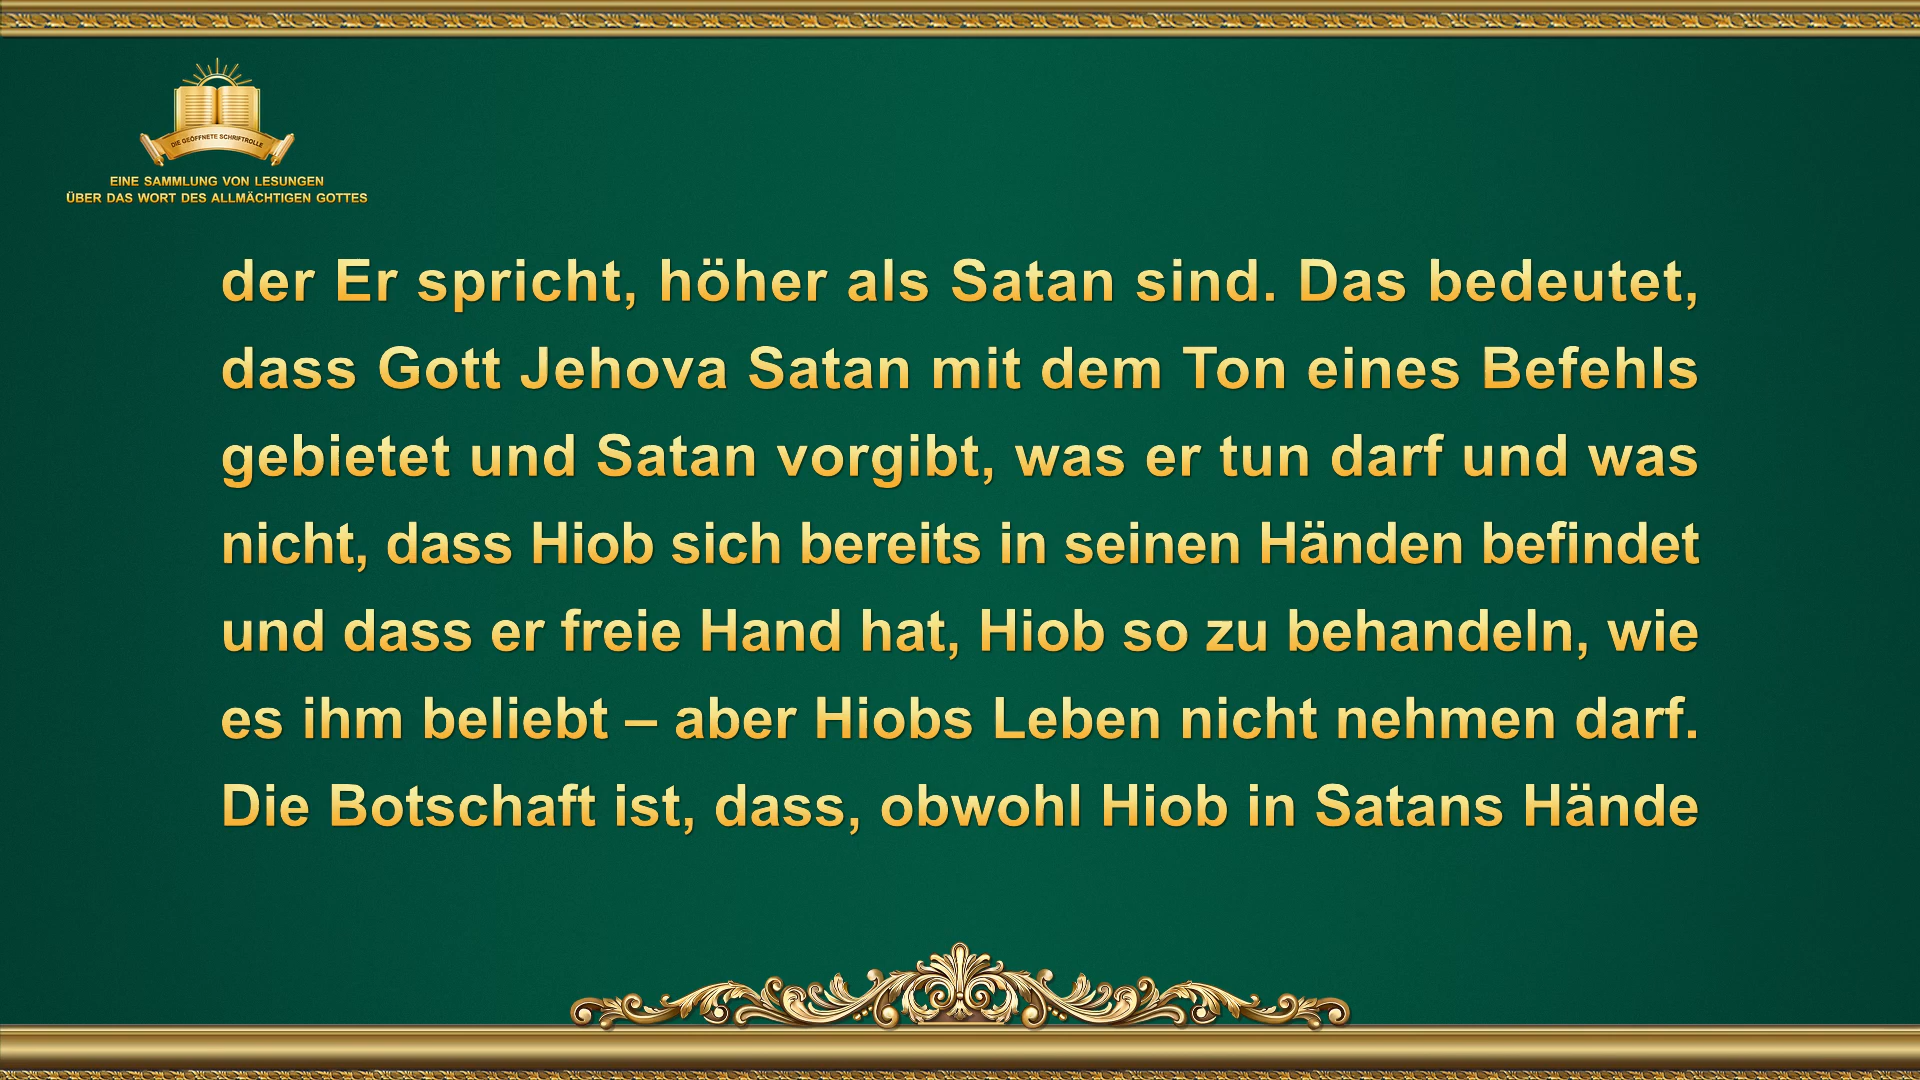 DIE GEÖFFNETE SCHRIFTROLLE
EINE SAMMLUNG VON LESUNGEN
ÜBER DAS WORT DES ALLMÄCHTIGEN GOTTES
der Er spricht, höher als Satan sind. Das bedeutet,
dass Gott Jehova Satan mit dem Ton eines Befehls
gebietet und Satan vorgibt, was er tun darf und was
nicht, dass Hiob sich bereits in seinen Händen befindet
und dass er freie Hand hat, Hiob so zu behandeln, wie
es ihm beliebt – aber Hiobs Leben nicht nehmen darf.
Die Botschaft ist, dass, obwohl Hiob in Satans Hände